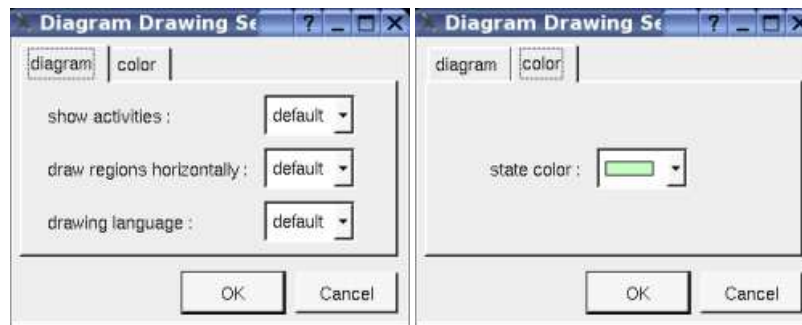 Diagram Drawing Se ?
diagram color
show activities : default
draw regions horizontally : default
drawing language : default
OK Cancel
Diagram Drawing Se ?
diagram color
state color :
OK Cancel